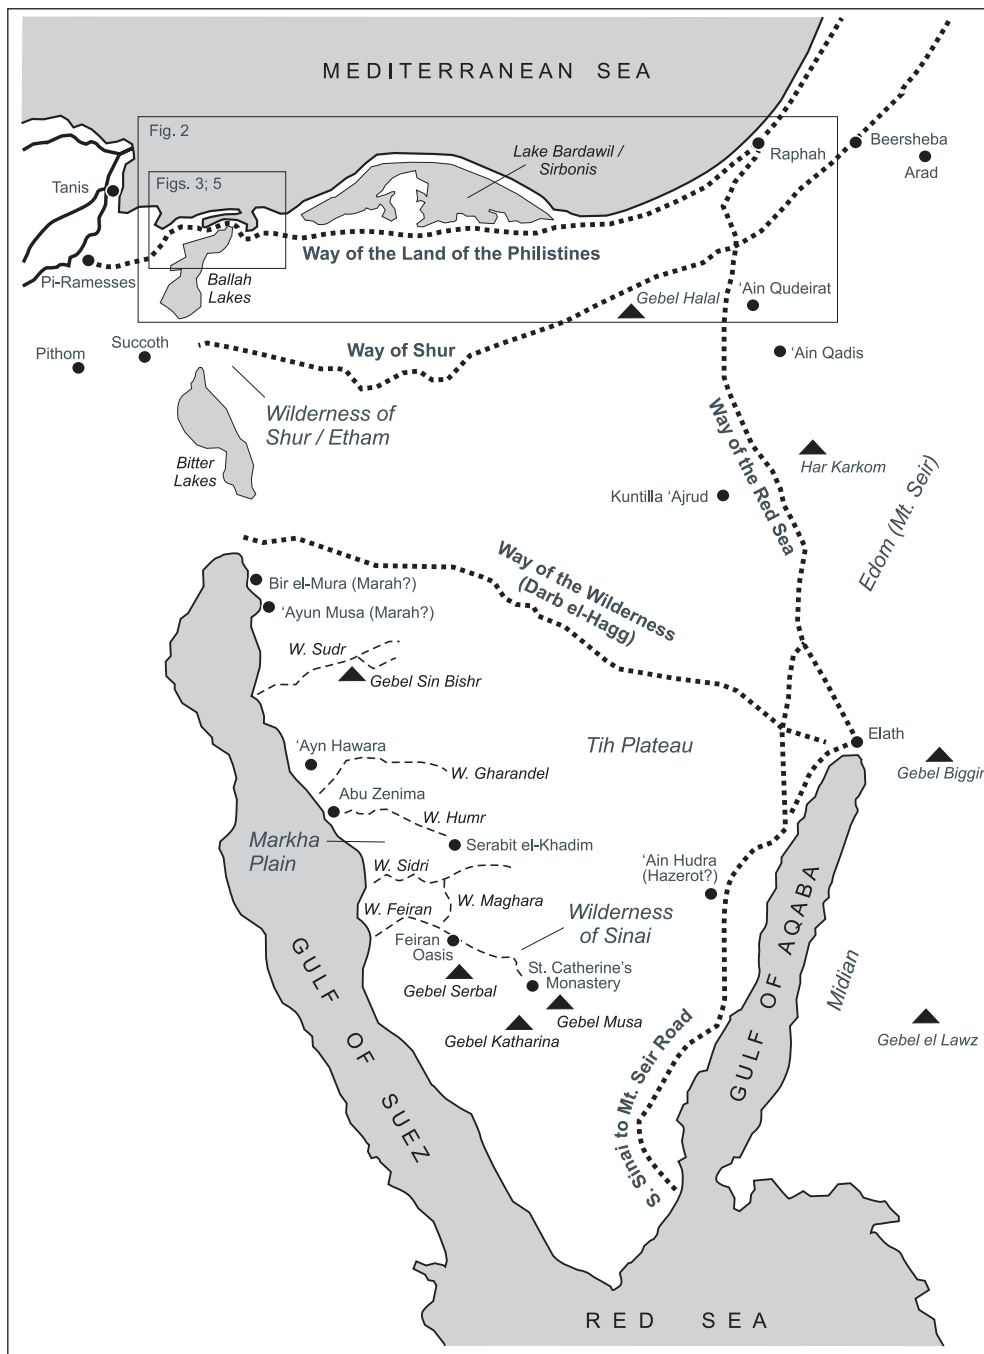 MEDITERRANEAN SEA
Fig. 2
Lake Bardawil /
Sirbonis
Raphah
Beersheba
Arad
Tanis
Figs. 3; 5
Way of the Land of the Philistines
Pi-Ramesses
Ballah
Lakes
Gebel Halal
'Ain Qudeirat
Succoth
Pithom
Way of Shur
'Ain Qadis
Wilderness of
Shur / Etham
Bitter
Lakes
Way of the Red Sea
Har Karkom
Kuntilla 'Ajrud
Edom (Mt. Seir)
Way of the Wilderness
(Darb el-Hagg)
Bir el-Mura (Marah?)
'Ayun Musa (Marah?)
W. Sudr
Gebel Sin Bishr
Tih Plateau
Elath
Gebel Biggir
'Ayn Hawara
W. Gharandel
Abu Zenima
W. Humr
Markha
Plain
Serabit el-Khadim
W. Sidri
'Ain Hudra
(Hazerot?)
W. Maghara
W. Feiran
Wilderness
of Sinai
Feiran
Oasis
St. Catherine's
Monastery
Gebel Serbal
Gebel Musa
Gebel Katharina
GULF OF AQABA
Midian
Gebel el Lawz
GULF OF SUEZ
S. Sinai to Mt. Seir Road
RED SEA